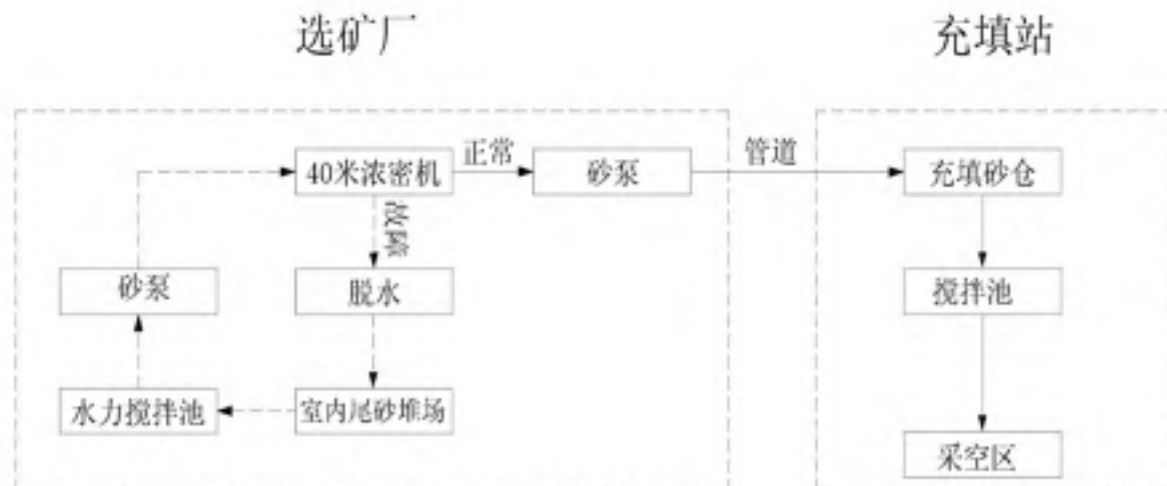 选矿厂
充填站
40米浓密机
正常
砂泵
管道
充填砂仓
故障
砂泵
脱水
搅拌池
水力搅拌池
室内尾砂堆场
采空区